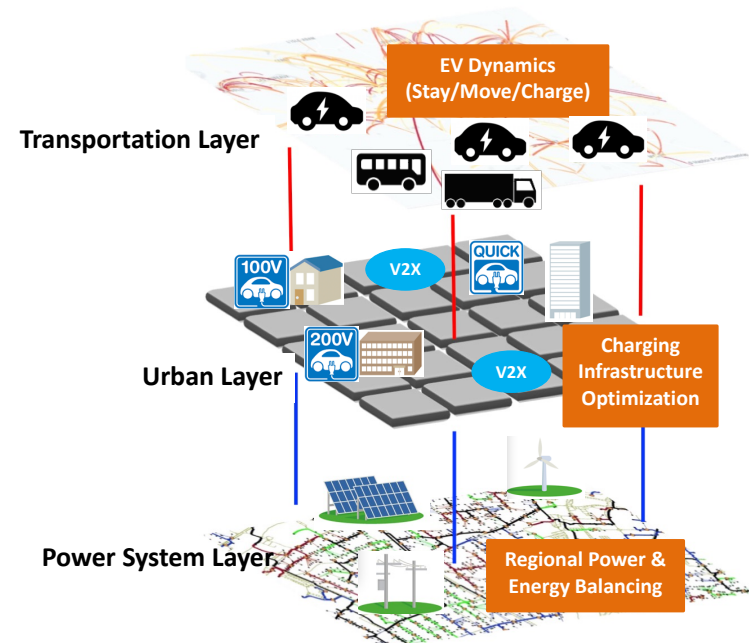 EV Dynamics
(Stay/Move/Charge)
Transportation Layer
100V
V2X
QUICK
200V
Urban Layer
V2X
Charging
Infrastructure
Optimization
Power System Layer
Regional Power &
Energy Balancing